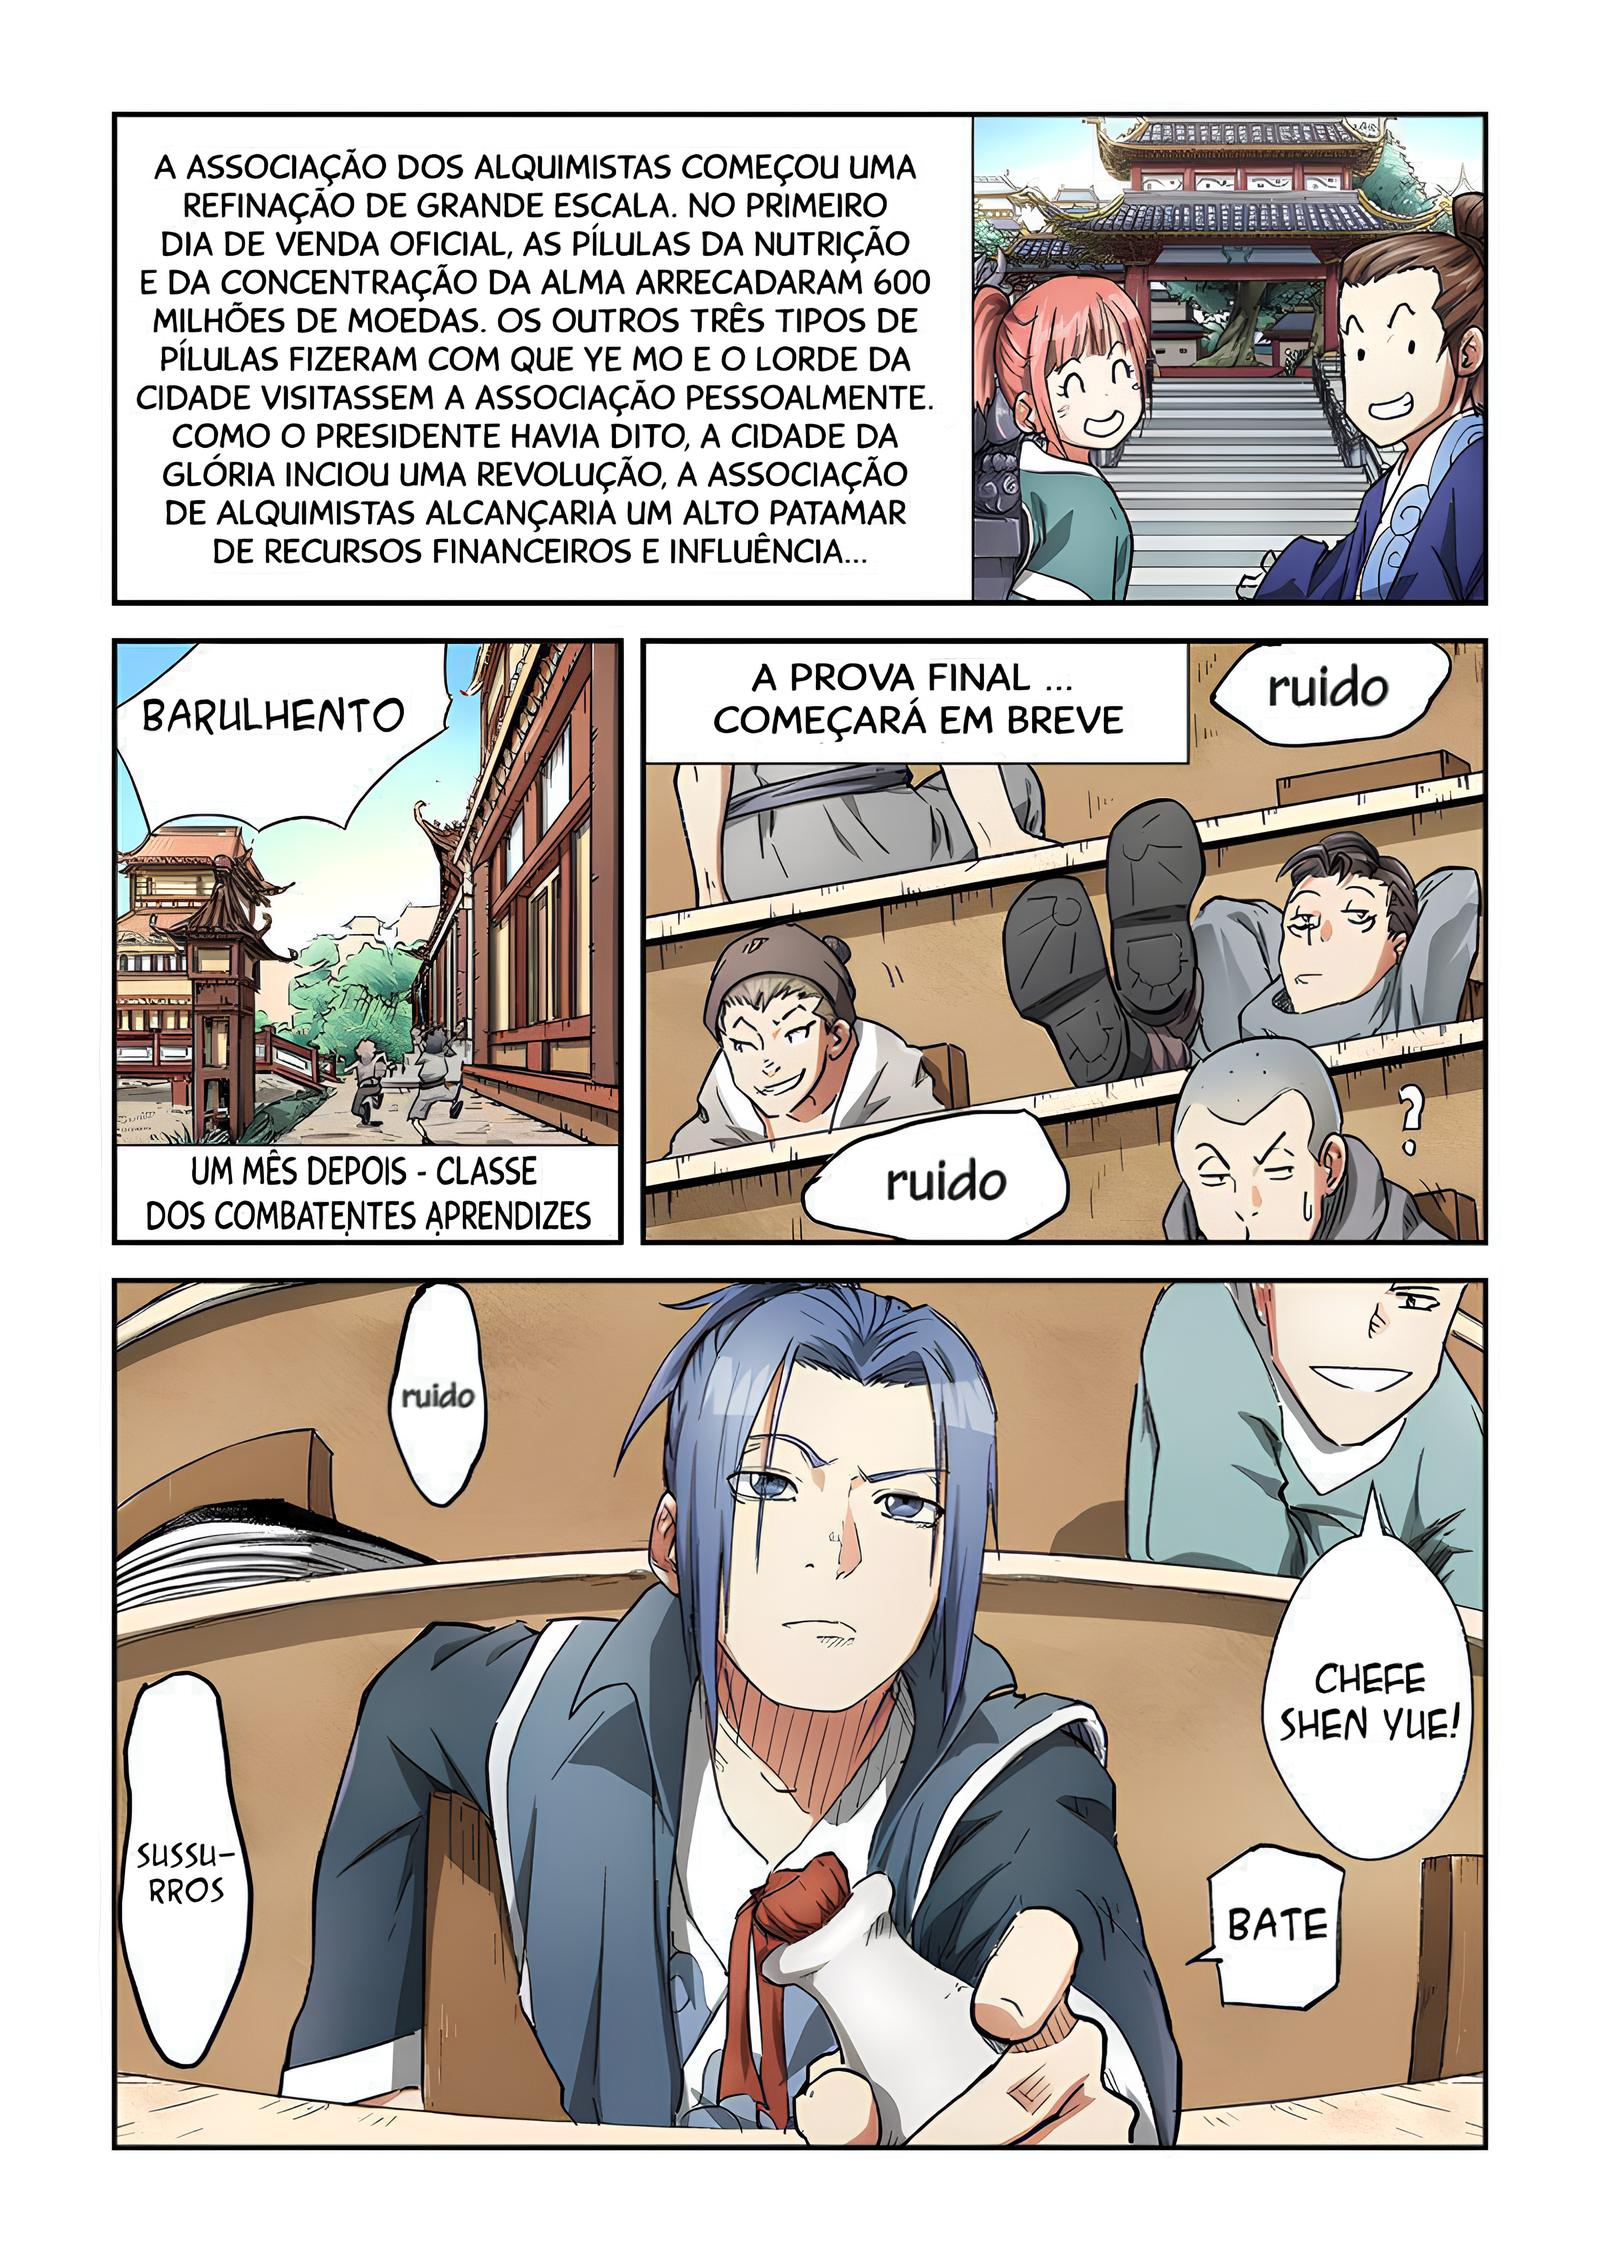 A ASSOCIAÇÃO DOS ALQUIMISTAS COMEÇOU UMA
REFINAÇÃO DE GRANDE ESCALA. NO PRIMEIRO
DIA DE VENDA OFICIAL, AS PÍLULAS DA NUTRIÇÃO
E DA CONCENTRAÇÃO DA ALMA ARRECADARAM 600
MILHÕES DE MOEDAS. OS OUTROS TRÊS TIPOS DE
PÍLULAS FIZERAM COM QUE YE MO E O LORDE DA
CIDADE VISITASSEM A ASSOCIAÇÃO PESSOALMENTE.
COMO O PRESIDENTE HAVIA DITO, A CIDADE DA
GLÓRIA INCIOU UMA REVOLUÇÃO, A ASSOCIAÇÃO
DE ALQUIMISTAS ALCANÇARIA UM ALTO PATAMAR
DE RECURSOS FINANCEIROS E INFLUÊNCIA...
BARULHENTO
UM MÊS DEPOIS - CLASSE
DOS COMBATENTES APRENDIZES
A PROVA FINAL ...
COMEÇARÁ EM BREVE
ruido
?
ruido
ruido
CHEFE
SHEN YUE!
SUSSU-
RROS
BATE